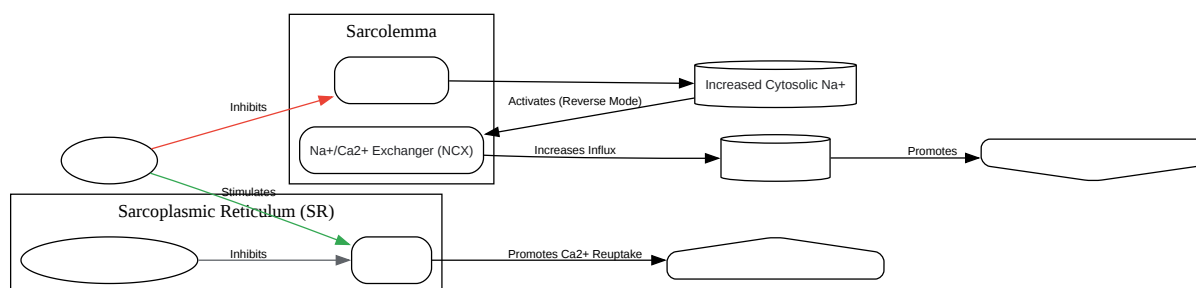 Sarcolemma
Increased Cytosolic Na+
Inhibits
Activates (Reverse Mode)
Na+/Ca2+ Exchanger (NCX)
Increases Influx
Promotes
Stimulates
Sarcoplasmic Reticulum (SR)
Inhibits
Promotes Ca2+ Reuptake